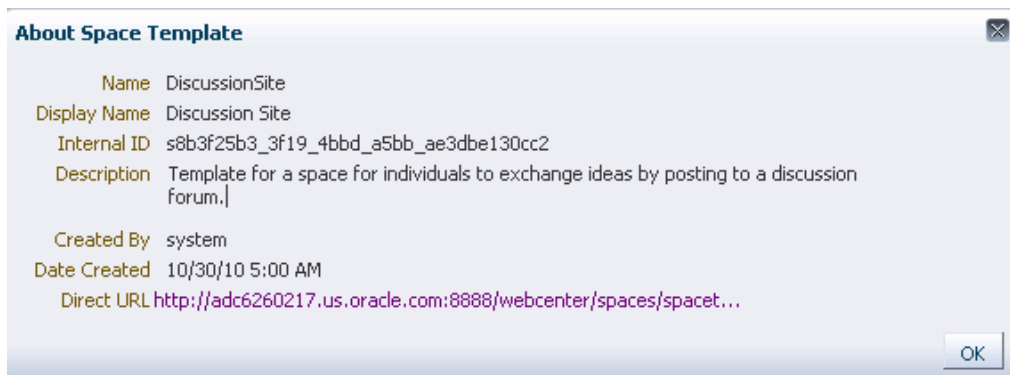 About Space Template
Name DiscussionSite
Display Name Discussion Site
Internal ID s8b3f25b3_3f19_4bbd_a5bb_ae3dbe130cc2
Description Template for a space for individuals to exchange ideas by posting to a discussion
forum.
Created By system
Date Created 10/30/10 5:00 AM
Direct URL http://adc6260217.us.oracle.com:8888/webcenter/spaces/spacet...
OK